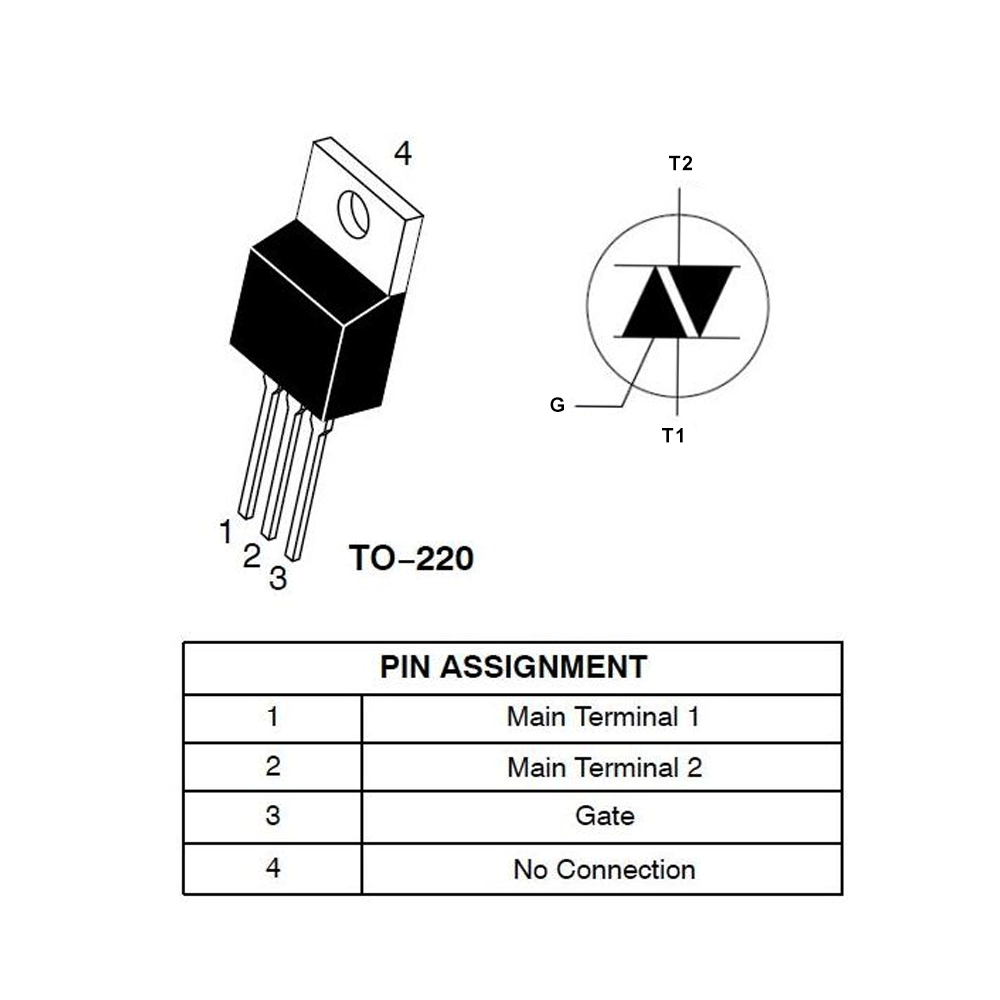 4
T2
G
T1
1
2
3
TO-220
PIN ASSIGNMENT
1 Main Terminal 1
2 Main Terminal 2
3 Gate
4 No Connection